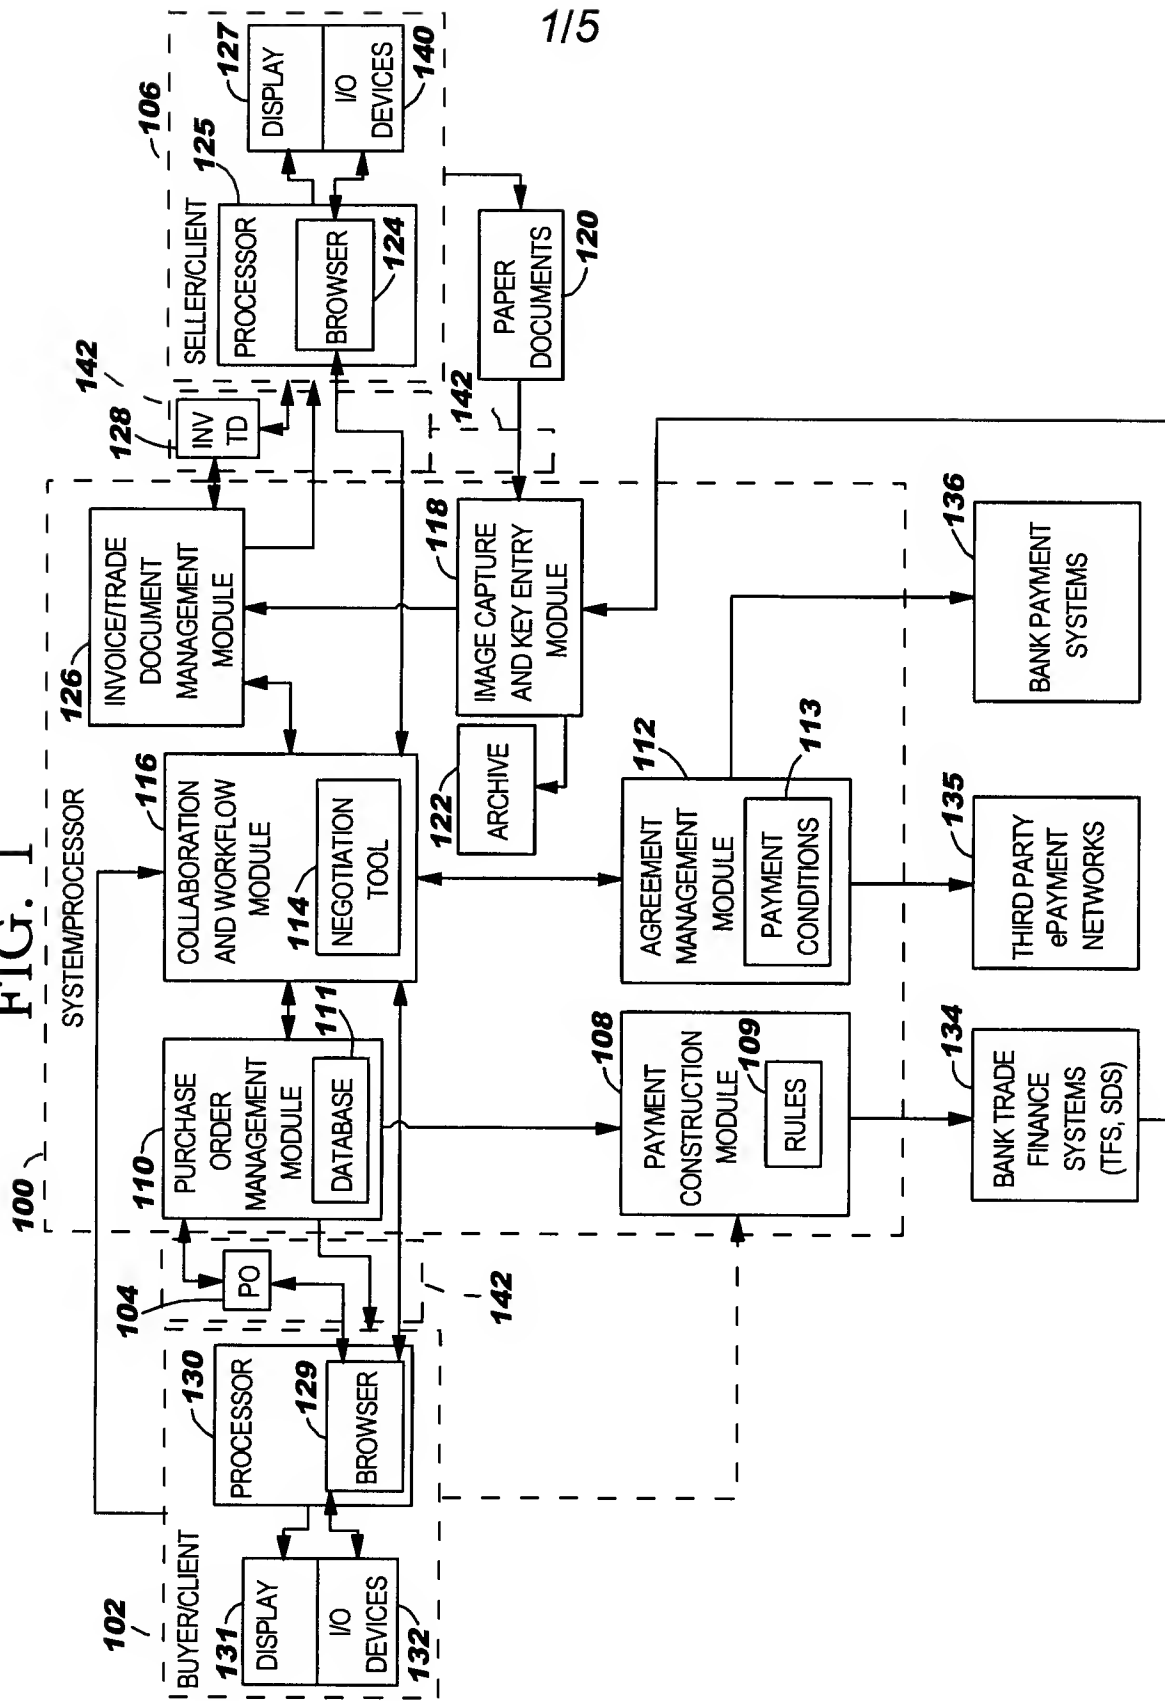 1/5
FIG. 1
100
SYSTEM/PROCESSOR
102
BUYER/CLIENT
131
DISPLAY
I/O
DEVICES
132
130
PROCESSOR
129
BROWSER
104
PO
142
110
PURCHASE
ORDER
MANAGEMENT
MODULE
111
DATABASE
116
COLLABORATION
AND WORKFLOW
MODULE
114
NEGOTIATION
TOOL
126
INVOICE/TRADE
DOCUMENT
MANAGEMENT
MODULE
128
INV
TD
142
106
SELLER/CLIENT
125
PROCESSOR
BROWSER
124
127
DISPLAY
I/O
DEVICES
140
PAPER
DOCUMENTS
120
142
118
IMAGE CAPTURE
AND KEY ENTRY
MODULE
122
ARCHIVE
108
PAYMENT
CONSTRUCTION
MODULE
109
RULES
112
AGREEMENT
MANAGEMENT
MODULE
113
PAYMENT
CONDITIONS
134
BANK TRADE
FINANCE
SYSTEMS
(TFS, SDS)
135
THIRD PARTY
ePAYMENT
NETWORKS
136
BANK PAYMENT
SYSTEMS